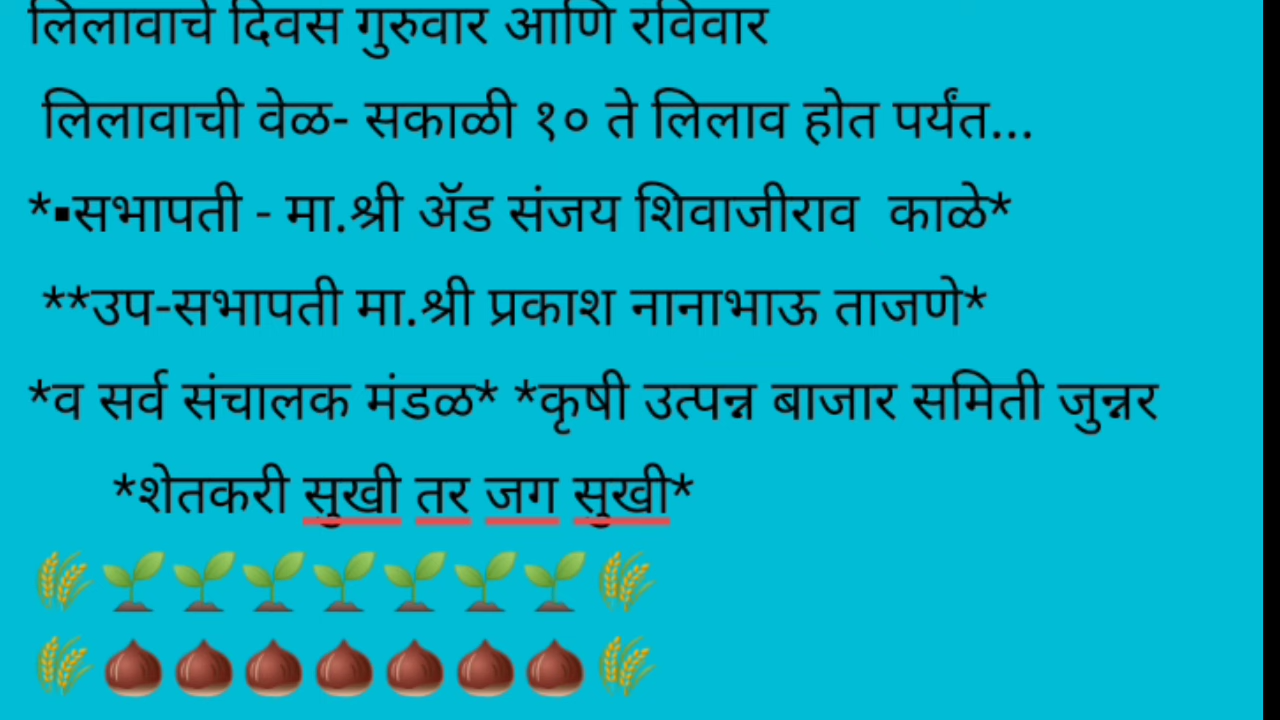 लिलावाचे दिवस गुरुवार आणि रविवार
लिलावाची वेळ- सकाळी १० ते लिलाव होत पर्यंत...
*▪सभापती - मा.श्री ॲड संजय शिवाजीराव  काळे*
**उप-सभापती मा.श्री प्रकाश नानाभाऊ ताजणे*
*व सर्व संचालक मंडळ* *कृषी उत्पन्न बाजार समिती जुन्नर
*शेतकरी सुखी तर जग सुखी*
🌾🌱🌱🌱🌱🌱🌱🌱🌾
🌾🌰🌰🌰🌰🌰🌰🌰🌾